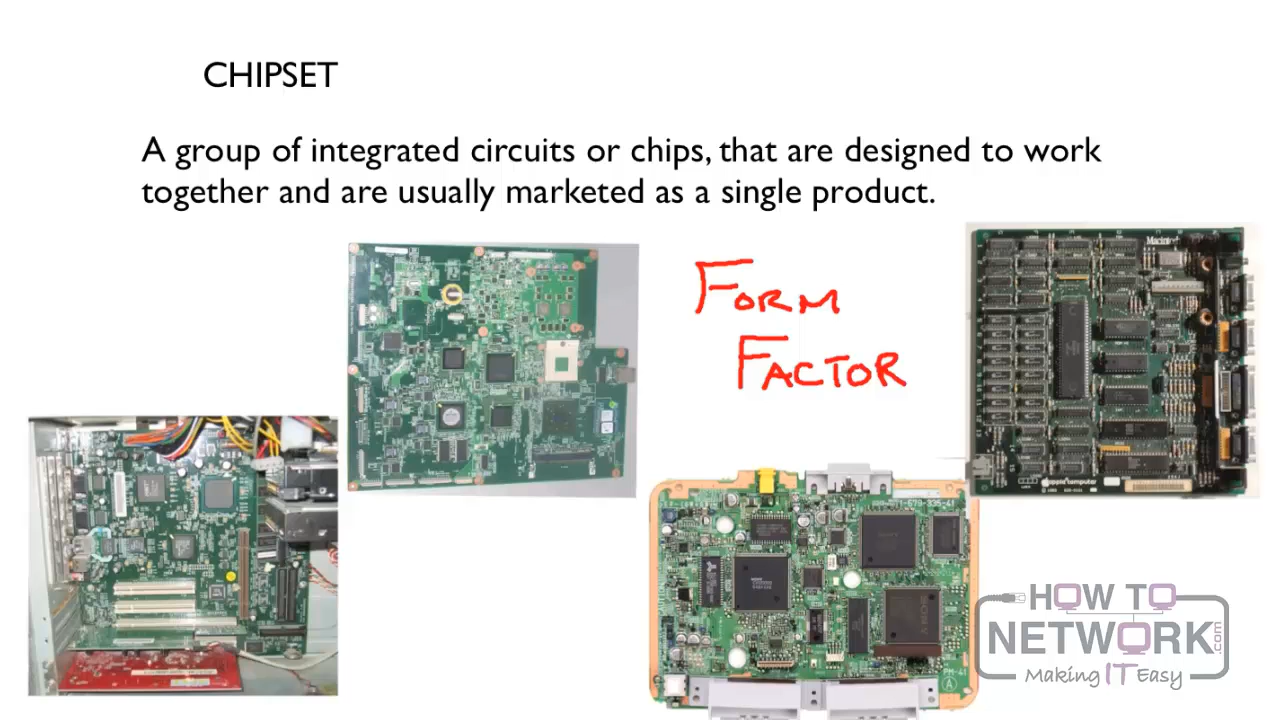 CHIPSET
A group of integrated circuits or chips, that are designed to work
together and are usually marketed as a single product.
FORM
FACTOR
SONY
HOW TO
NETWORK
.com
Making IT Easy